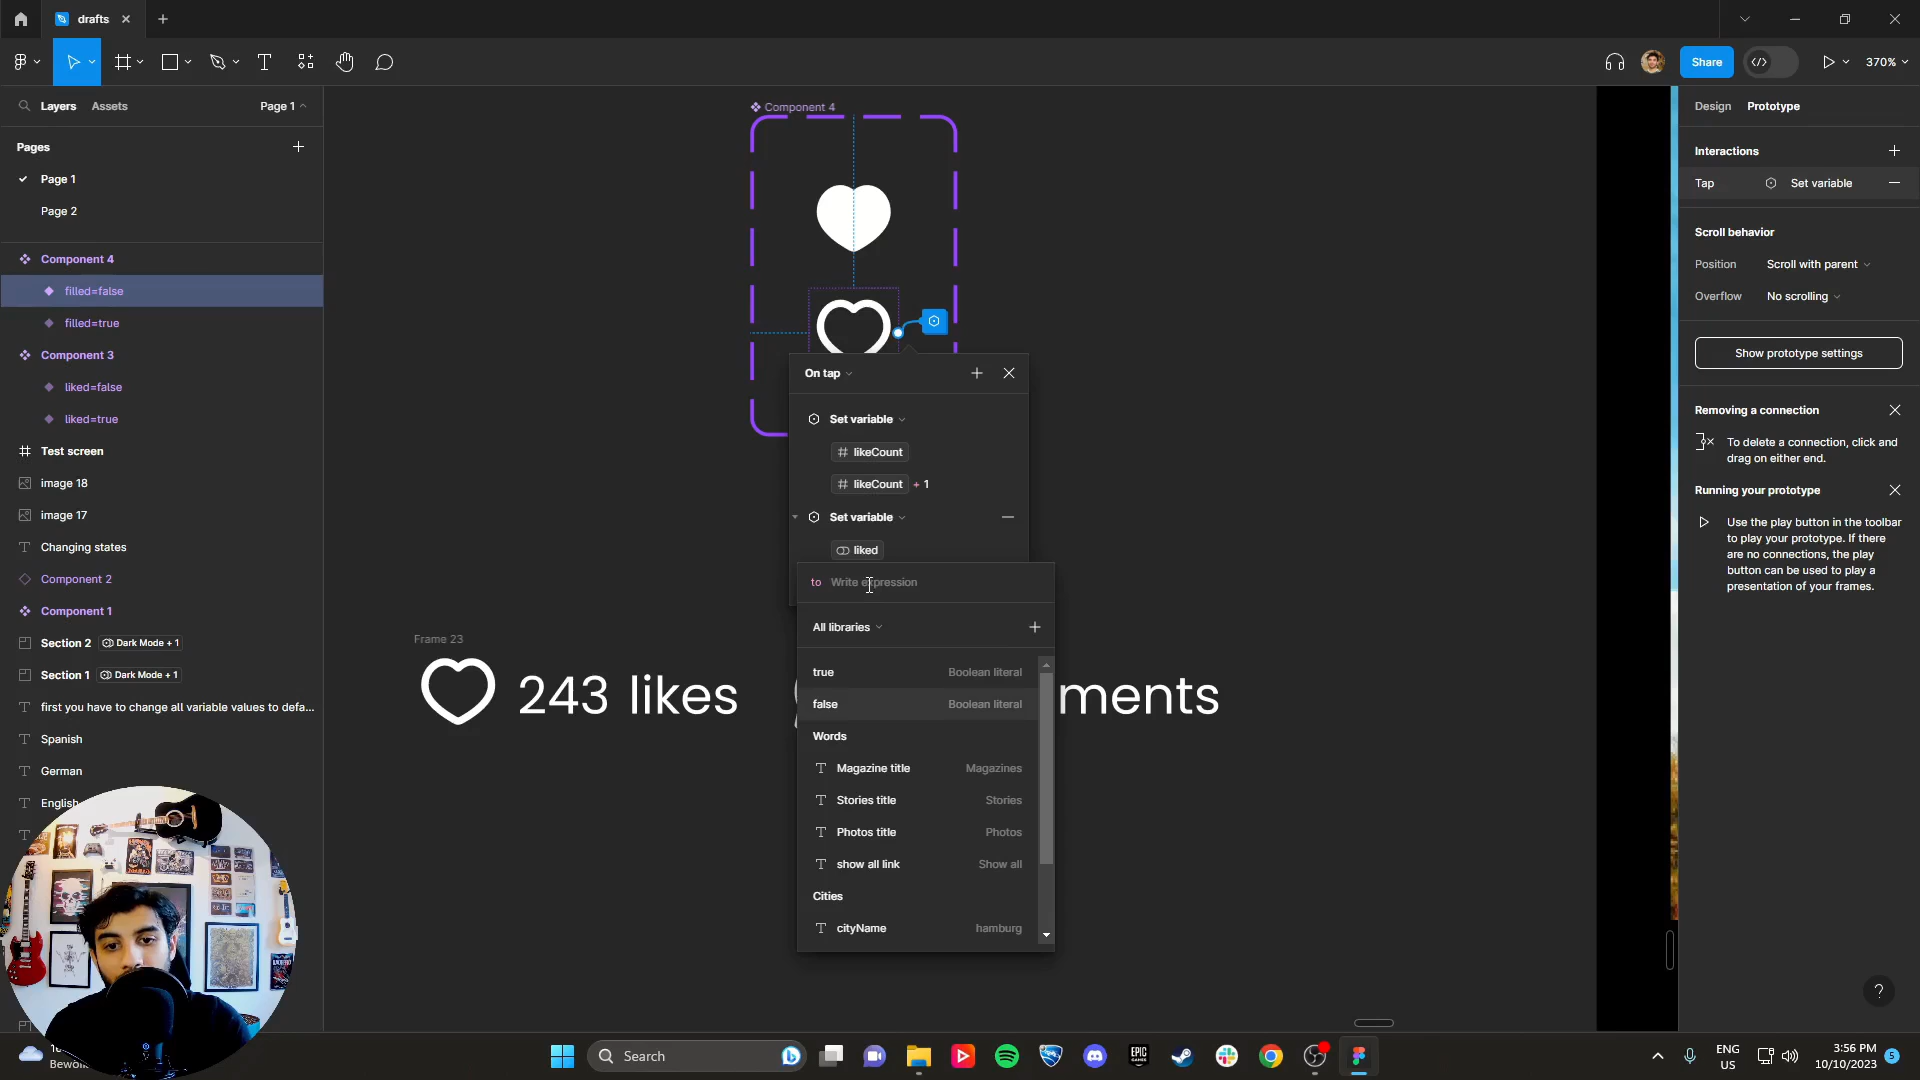 drafts
370%
Share
Layers
Assets
Page 1
Pages
Page 1
Page 2
Component 4
filled=false
filled=true
Component 3
liked=false
liked=true
Test screen
image 18
image 17
Changing states
Component 2
Component 1
Section 2 Dark Mode + 1
Section 1 Dark Mode + 1
first you have to change all variable values to defa...
Spanish
German
English
Component 4
On tap
Set variable
# likeCount
# likeCount + 1
Set variable
liked
to Write expression
All libraries
true Boolean literal
false Boolean literal
Words
Magazine title Magazines
Stories title Stories
Photos title Photos
show all link Show all
Cities
cityName hamburg
Frame 23
243 likes
ments
Design
Prototype
Interactions
Tap Set variable
Scroll behavior
Position Scroll with parent
Overflow No scrolling
Show prototype settings
Removing a connection
To delete a connection, click and
drag on either end.
Running your prototype
Use the play button in the toolbar
to play your prototype. If there
are no connections, the play
button can be used to play a
presentation of your frames.
?
Search
EPIC
GAMES
ENG
US
3:56 PM
10/10/2023
5